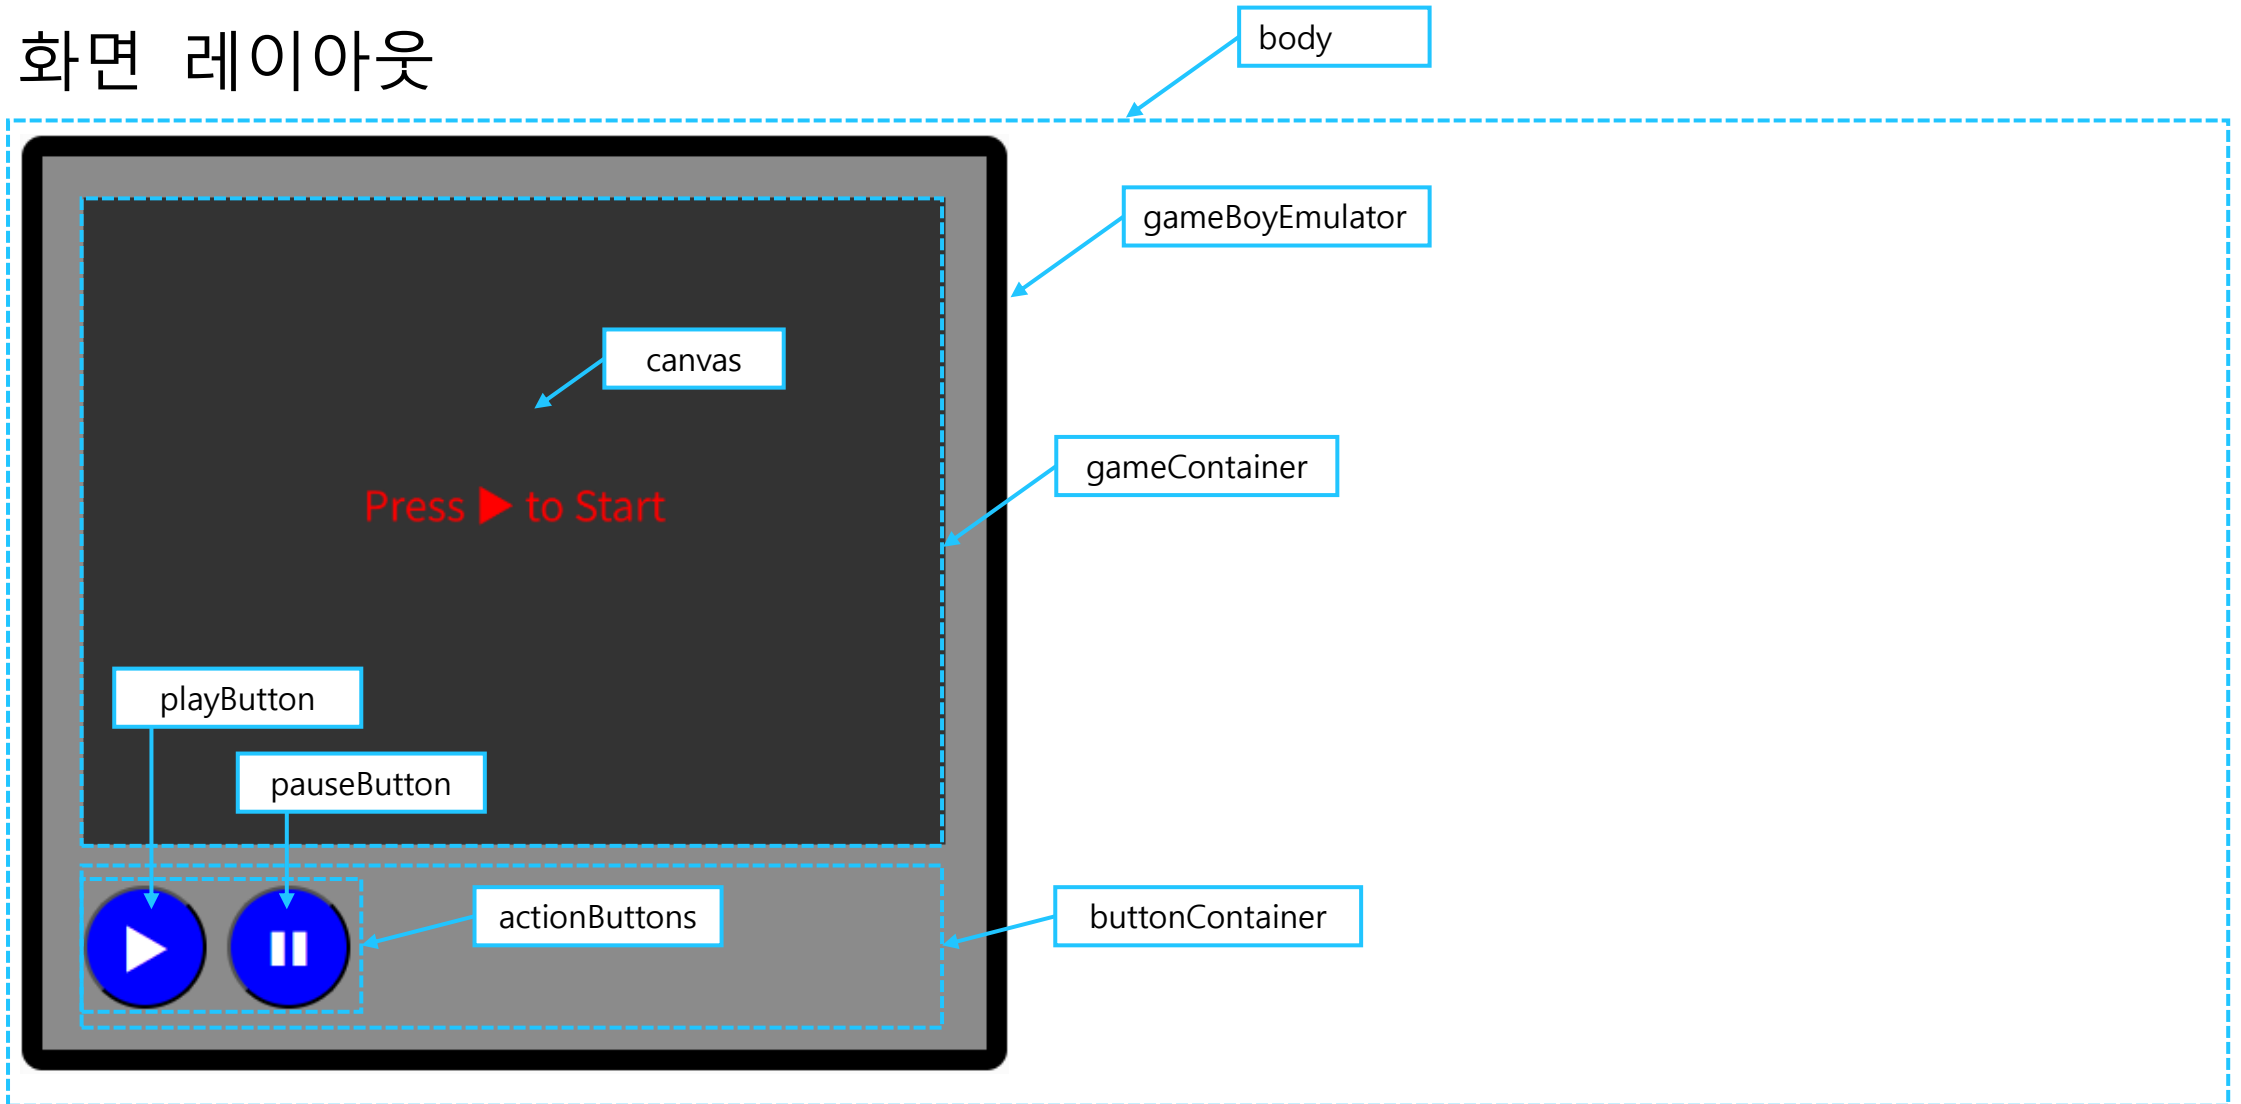 화면 레이아웃
body
gameBoyEmulator
canvas
gameContainer
Press ▶ to Start
playButton
pauseButton
actionButtons
buttonContainer